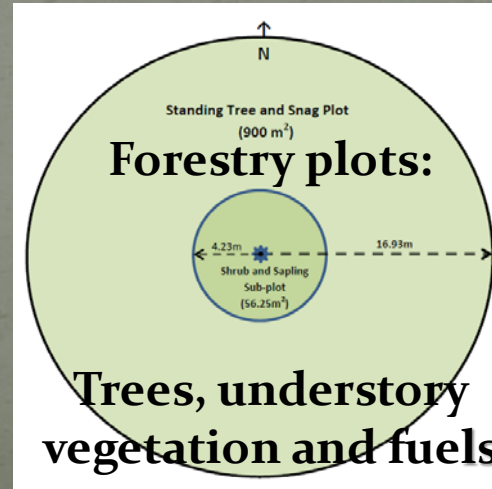 N
Standing Tree and Snag Plot
(900 m²)
Forestry plots:
4.23m
16.93m
Shrub and Sapling
Sub-plot
(56.25m²)
Trees, understory
vegetation and fuels